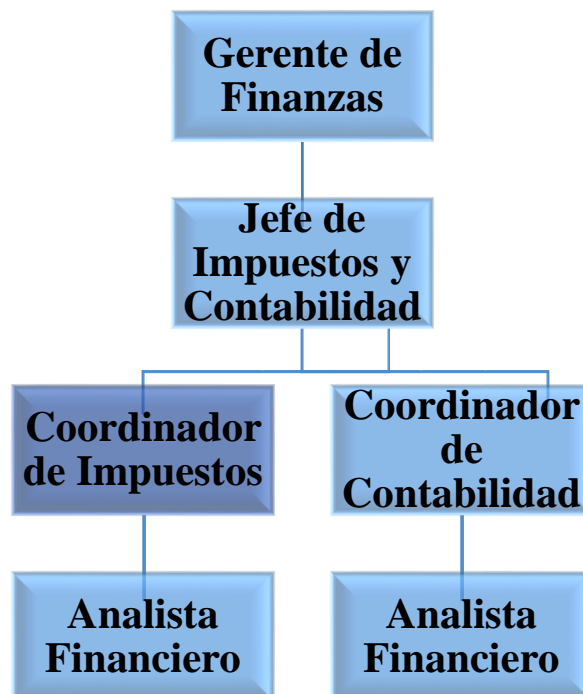 Gerente de
Finanzas
Jefe de
Impuestos y
Contabilidad
Coordinador
de Impuestos
Coordinador
de
Contabilidad
Analista
Financiero
Analista
Financiero